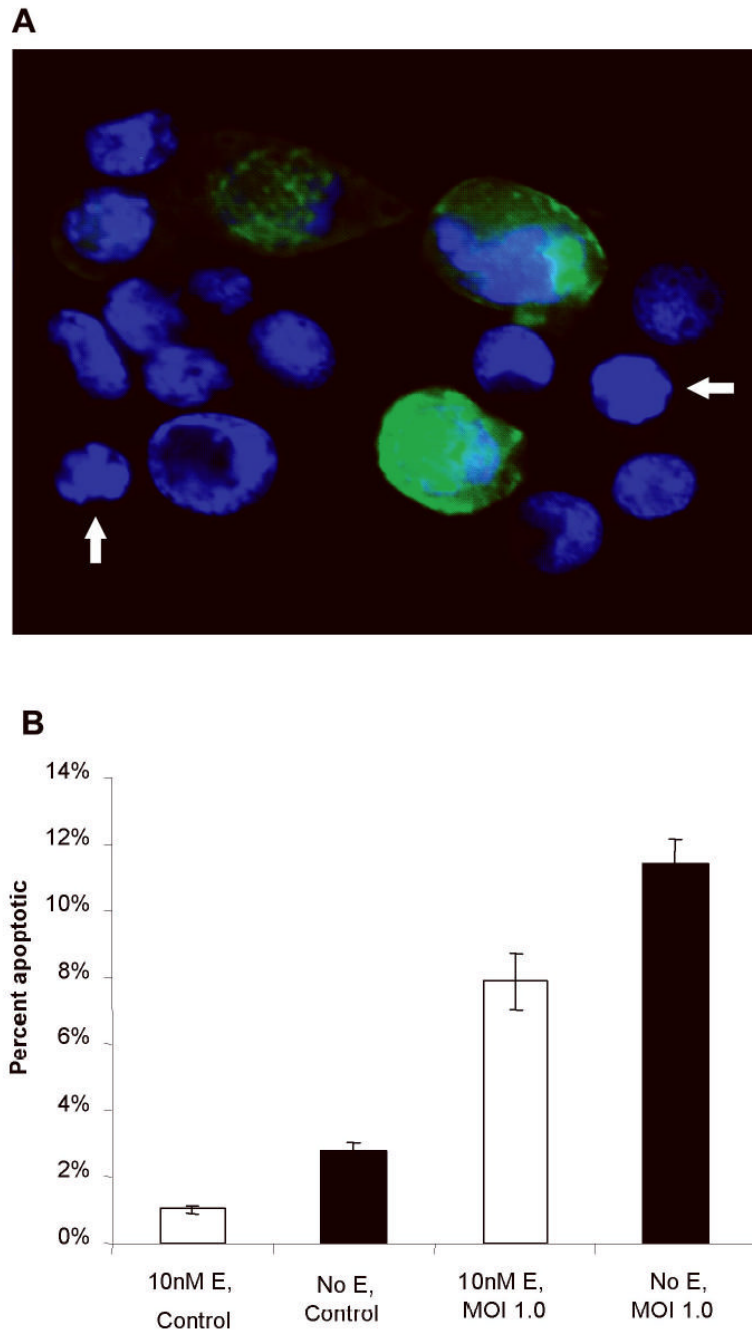 A
B
14%
12%
10%
8%
6%
4%
2%
0%
Percent apoptotic
10nM E,
Control
No E,
Control
10nM E,
MOI 1.0
No E,
MOI 1.0